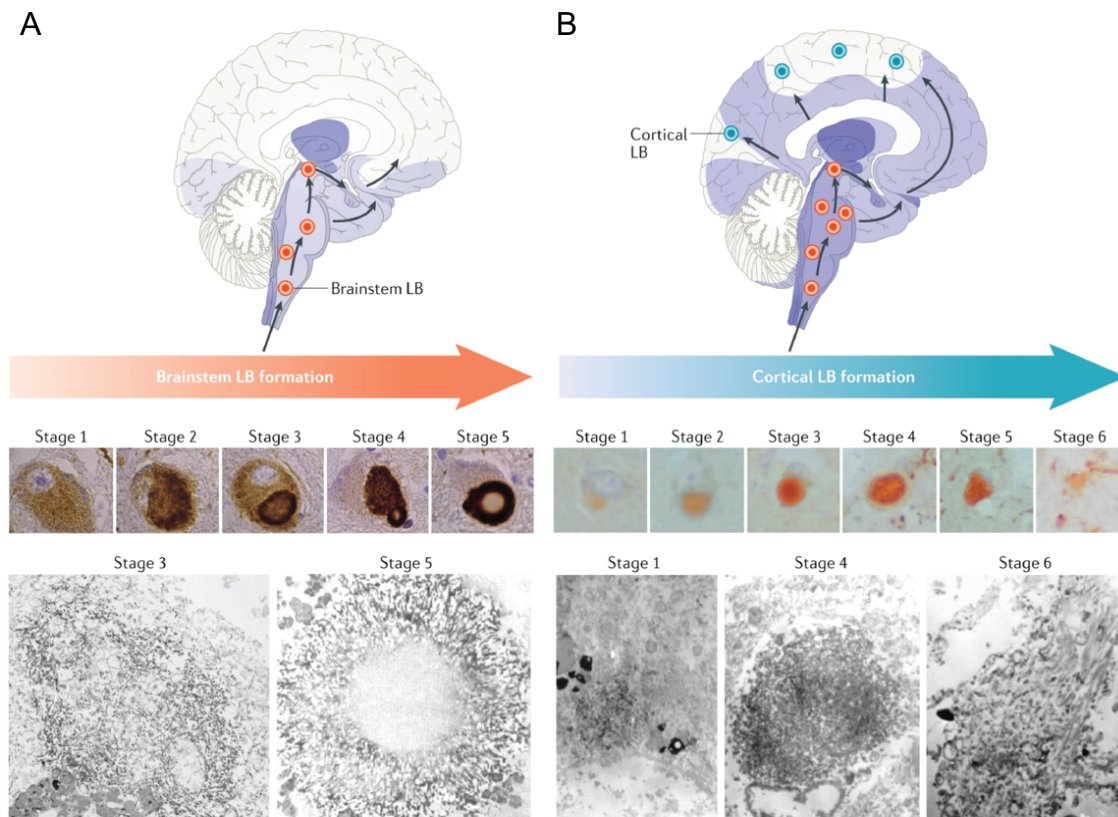 A
B
Cortical
LB
Brainstem LB
Brainstem LB formation
Cortical LB formation
Stage 1 Stage 2 Stage 3 Stage 4 Stage 5
Stage 1 Stage 2 Stage 3 Stage 4 Stage 5 Stage 6
Stage 3 Stage 5
Stage 1 Stage 4 Stage 6